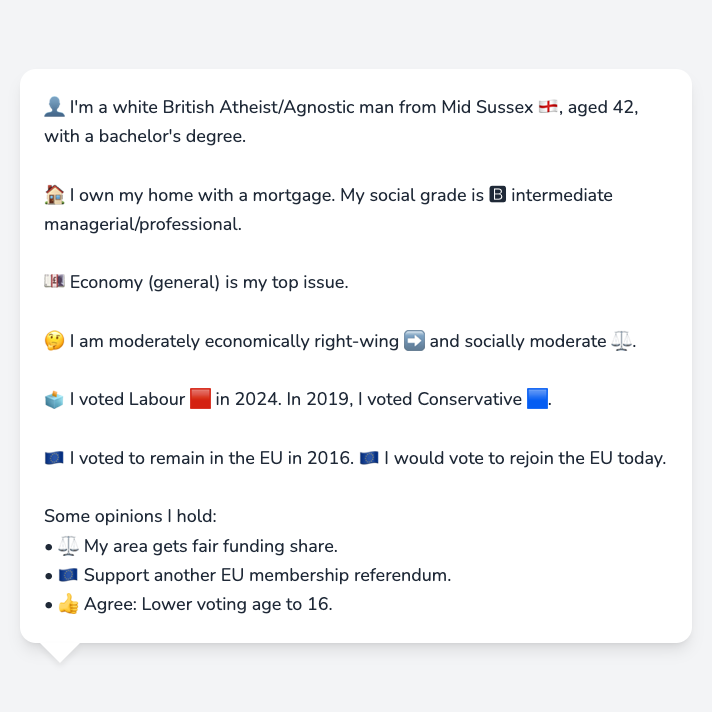 👤 I'm a white British Atheist/Agnostic man from Mid Sussex 🏴󠁧󠁢󠁥󠁮󠁧󠁿, aged 42,
with a bachelor's degree.
🏠 I own my home with a mortgage. My social grade is 🅱 intermediate
managerial/professional.
💷 Economy (general) is my top issue.
🤔 I am moderately economically right-wing ➡️ and socially moderate ⚖️.
🗳️ I voted Labour 🟥 in 2024. In 2019, I voted Conservative 🟦.
🇪🇺 I voted to remain in the EU in 2016. 🇪🇺 I would vote to rejoin the EU today.
Some opinions I hold:
• ⚖️ My area gets fair funding share.
• 🇪🇺 Support another EU membership referendum.
• 👍 Agree: Lower voting age to 16.